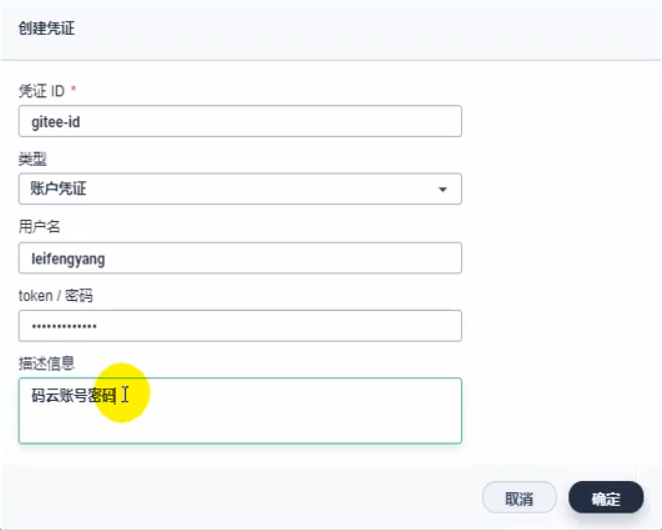 创建凭证
凭证 ID *
gitee-id
类型
账户凭证
用户名
leifengyang
token / 密码
•••••••••••••
描述信息
码云账号密码
取消
确定